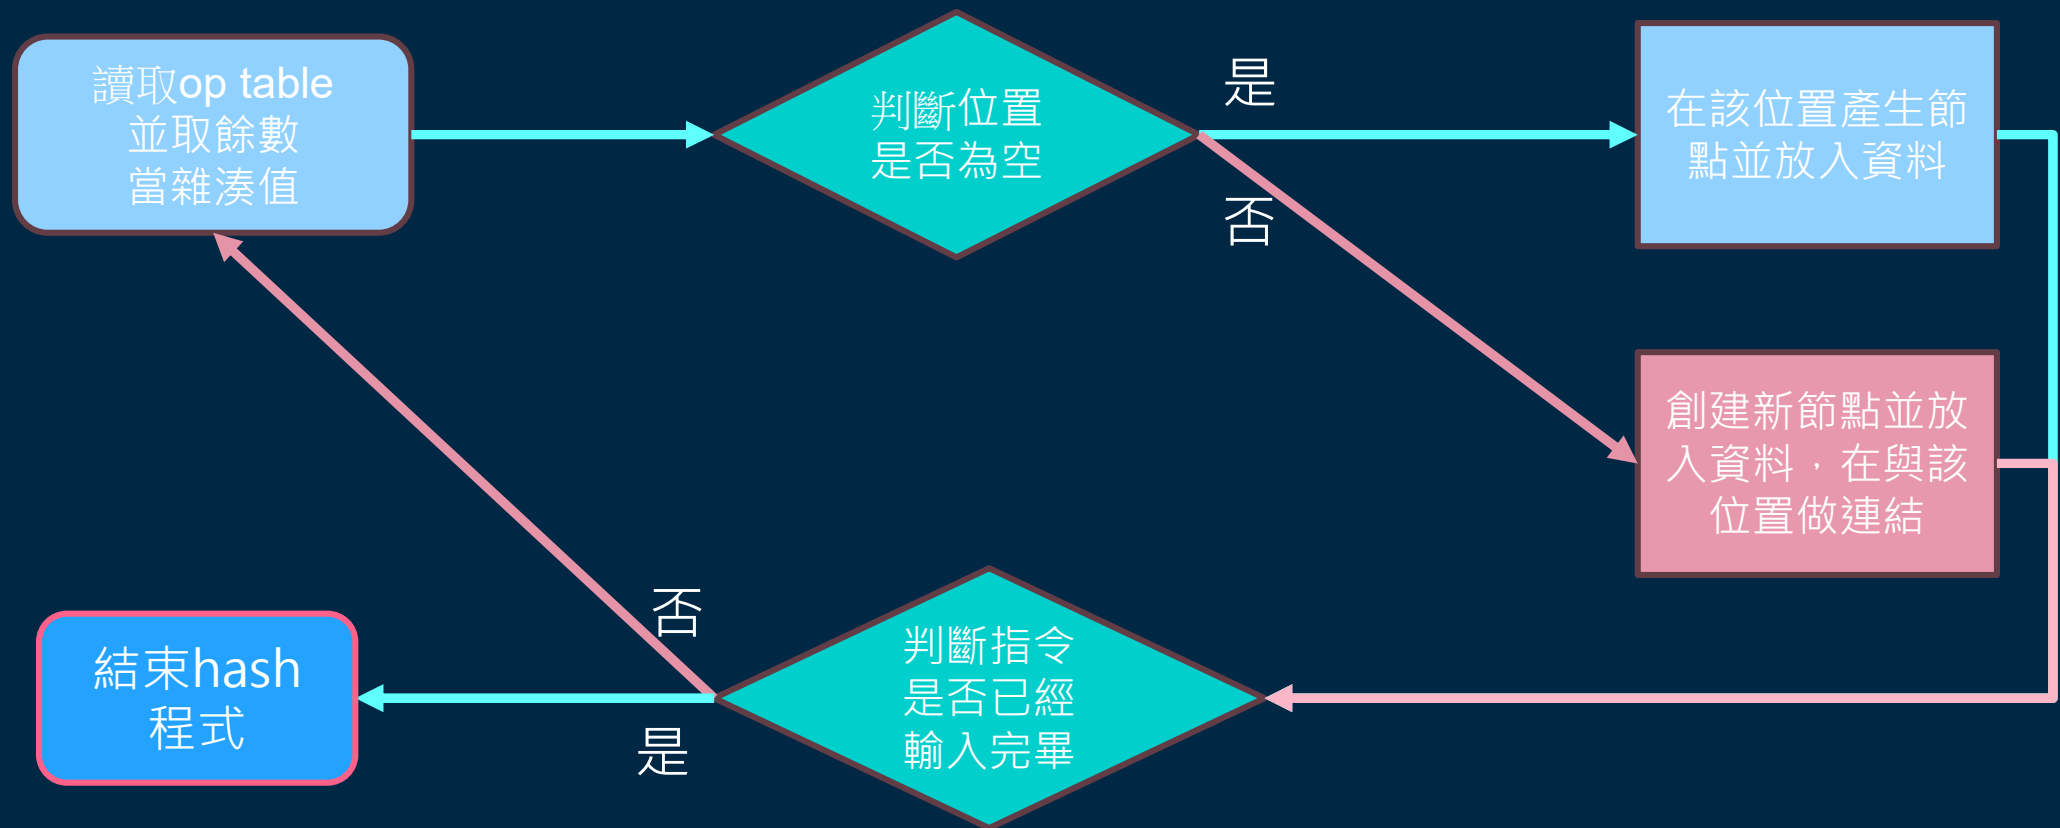 讀取op table
並取餘數
當雜湊值
判斷位置
是否為空
是
否
在該位置產生節
點並放入資料
創建新節點並放
入資料，在與該
位置做連結
判斷指令
是否已經
輸入完畢
否
是
結束hash
程式